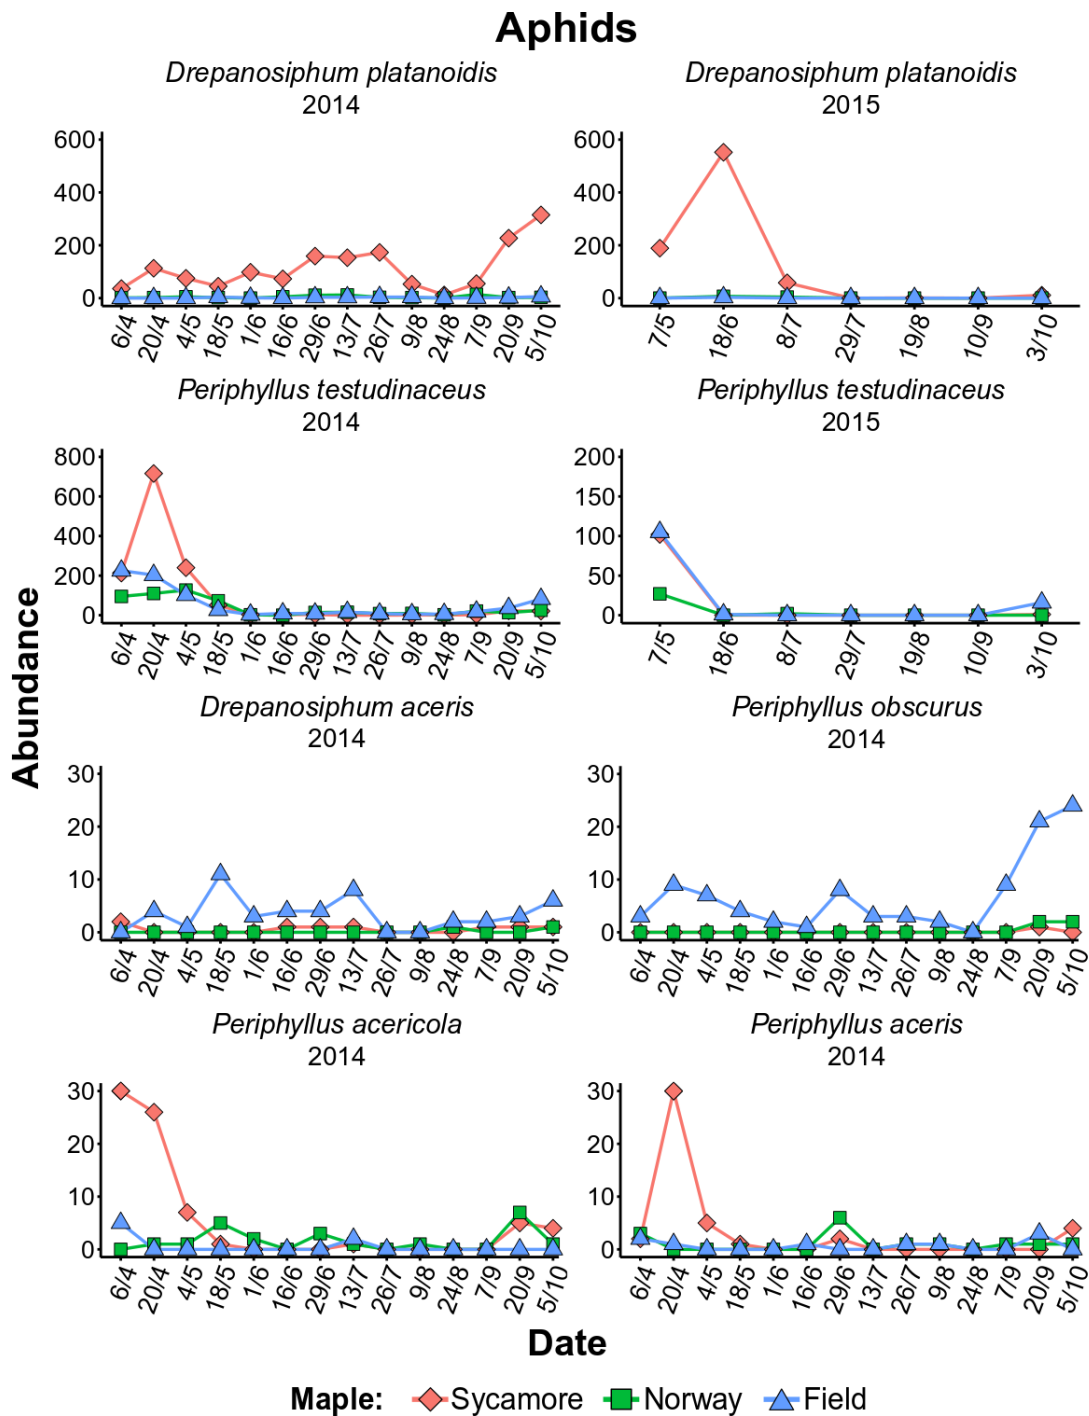 Aphids
Drepanosiphum platanoidis
2014
600
400
200
0
6/4 20/4 4/5 18/5 1/6 16/6 29/6 13/7 26/7 9/8 24/8 7/9 20/9 5/10
Drepanosiphum platanoidis
2015
600
400
200
0
7/5 18/6 8/7 29/7 19/8 10/9 3/10
Periphyllus testudinaceus
2014
800
600
400
200
0
6/4 20/4 4/5 18/5 1/6 16/6 29/6 13/7 26/7 9/8 24/8 7/9 20/9 5/10
Periphyllus testudinaceus
2015
200
150
100
50
0
7/5 18/6 8/7 29/7 19/8 10/9 3/10
Abundance
Drepanosiphum aceris
2014
30
20
10
0
6/4 20/4 4/5 18/5 1/6 16/6 29/6 13/7 26/7 9/8 24/8 7/9 20/9 5/10
Periphyllus obscurus
2014
30
20
10
0
6/4 20/4 4/5 18/5 1/6 16/6 29/6 13/7 26/7 9/8 24/8 7/9 20/9 5/10
Periphyllus acericola
2014
30
20
10
0
6/4 20/4 4/5 18/5 1/6 16/6 29/6 13/7 26/7 9/8 24/8 7/9 20/9 5/10
Periphyllus aceris
2014
30
20
10
0
6/4 20/4 4/5 18/5 1/6 16/6 29/6 13/7 26/7 9/8 24/8 7/9 20/9 5/10
Date
Maple: Sycamore Norway Field